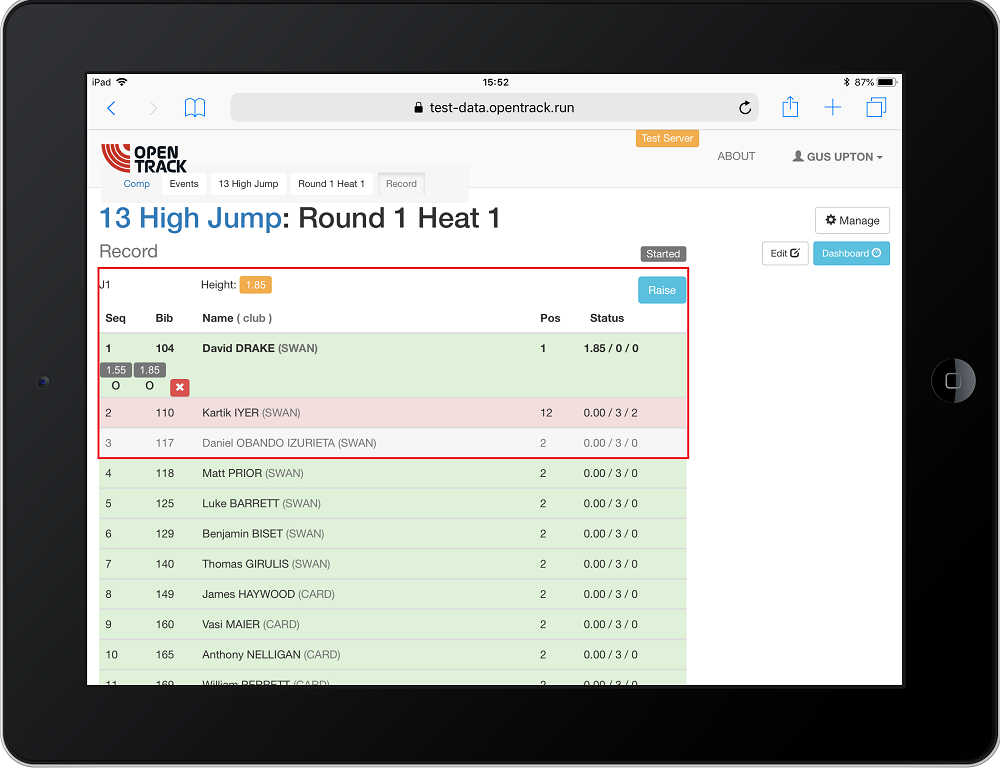 iPad 15:52 87%
test-data.opentrack.run
Test Server
OPEN
TRACK
ABOUT GUS UPTON
Comp Events 13 High Jump Round 1 Heat 1 Record
13 High Jump: Round 1 Heat 1
Manage
Record Started Edit Dashboard
J1 Height: 1.85 Raise
Seq Bib Name ( club ) Pos Status
1 104 David DRAKE (SWAN) 1 1.85 / 0 / 0
1.55 1.85
O O
2 110 Kartik IYER (SWAN) 12 0.00 / 3 / 2
3 117 Daniel OBANDO IZURIETA (SWAN) 2 0.00 / 3 / 0
4 118 Matt PRIOR (SWAN) 2 0.00 / 3 / 0
5 125 Luke BARRETT (SWAN) 2 0.00 / 3 / 0
6 129 Benjamin BISET (SWAN) 2 0.00 / 3 / 0
7 140 Thomas GIRULIS (SWAN) 2 0.00 / 3 / 0
8 149 James HAYWOOD (CARD) 2 0.00 / 3 / 0
9 160 Vasi MAIER (CARD) 2 0.00 / 3 / 0
10 165 Anthony NELLIGAN (CARD) 2 0.00 / 3 / 0
11 169 William PERRETT (CARD) 2 0.00 / 3 / 0